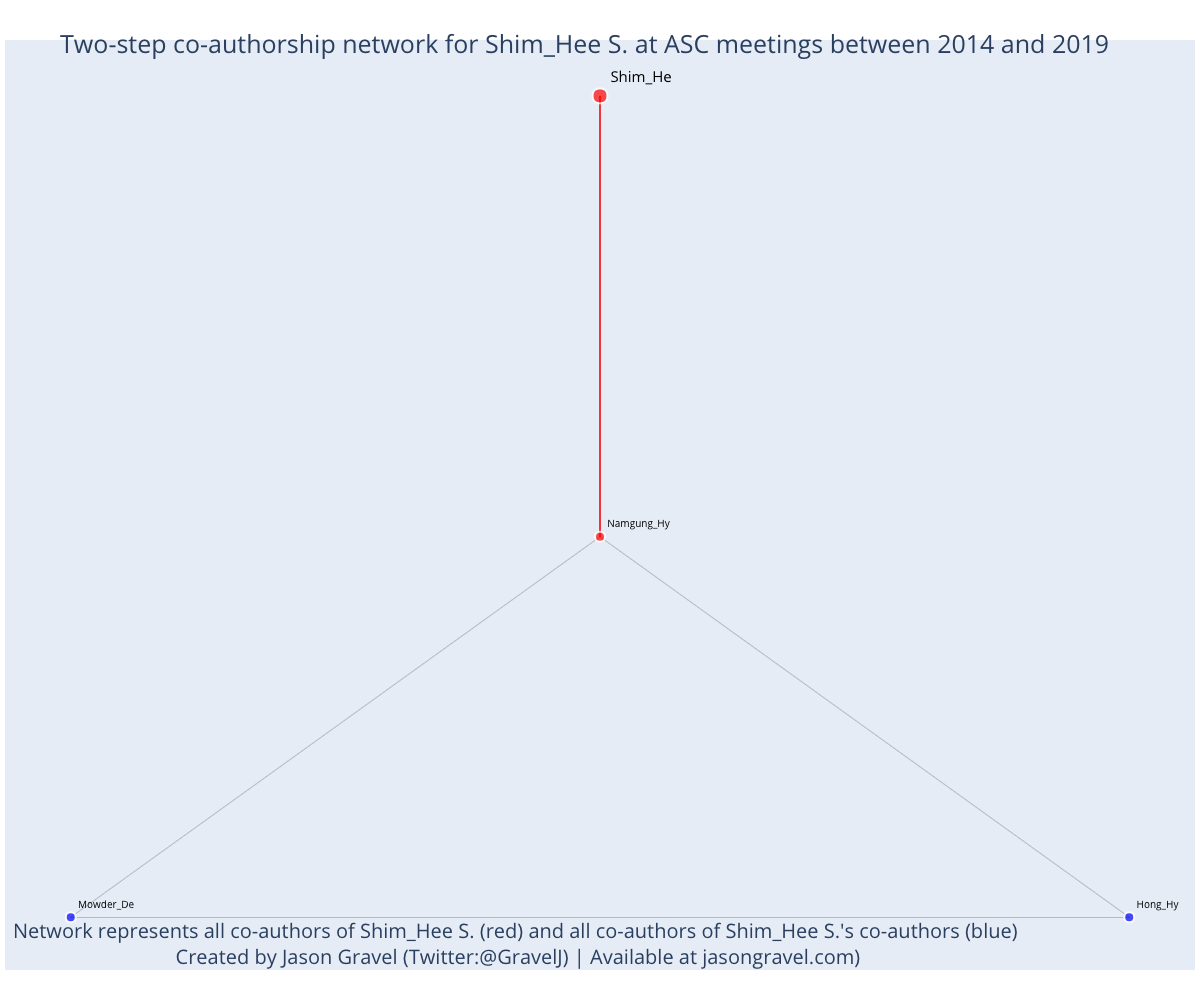 Two-step co-authorship network for Shim_Hee S. at ASC meetings between 2014 and 2019
Shim_He
Namgung_Hy
Mowder_De
Hong_Hy
Network represents all co-authors of Shim_Hee S. (red) and all co-authors of Shim_Hee S.'s co-authors (blue)
Created by Jason Gravel (Twitter:@GravelJ) | Available at jasongravel.com)